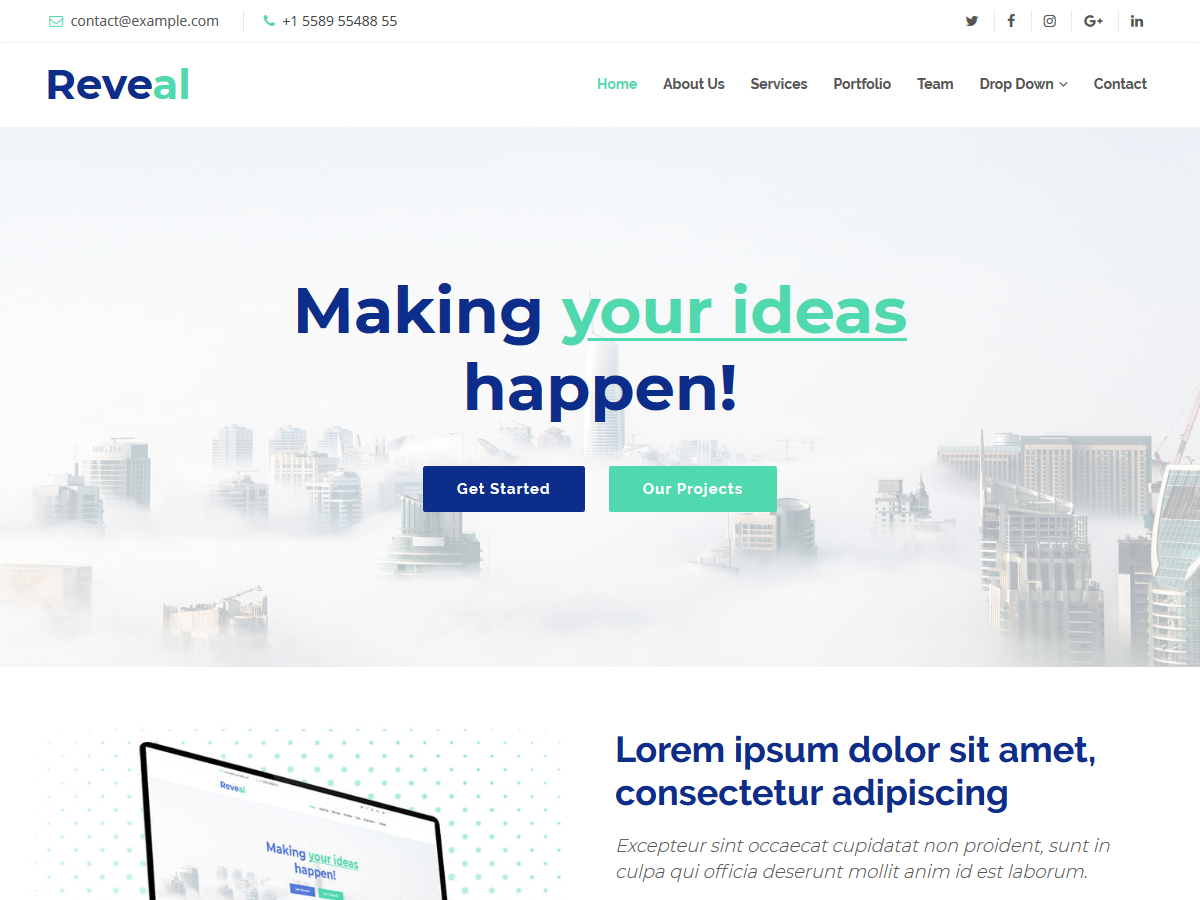 contact@example.com
+1 5589 55488 55
Reveal
Home
About Us
Services
Portfolio
Team
Drop Down
Contact
Making your ideas
happen!
Get Started
Our Projects
Lorem ipsum dolor sit amet,
consectetur adipiscing
Excepteur sint occaecat cupidatat non proident, sunt in
culpa qui officia deserunt mollit anim id est laborum.
Reveal
Making your ideas
happen!